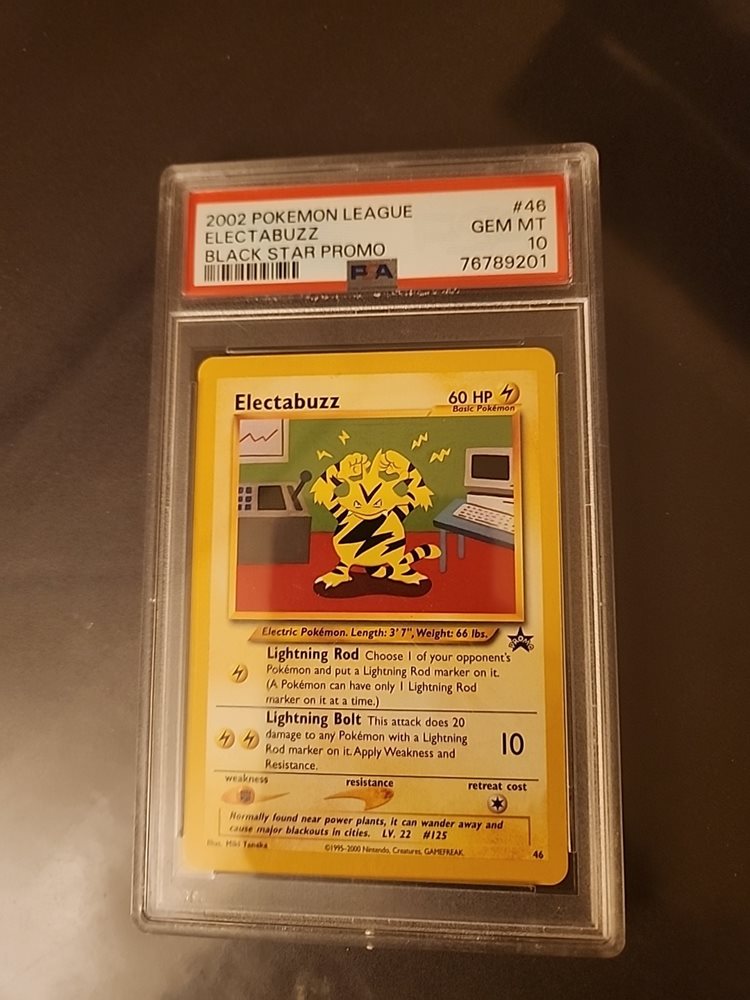 2002 POKEMON LEAGUE #46
ELECTABUZZ GEM MT
BLACK STAR PROMO 10
PSA 76789201
Electabuzz 60 HP
Basic Pokémon
Electric Pokémon. Length: 3' 7", Weight: 66 lbs.
PROMO
Lightning Rod Choose 1 of your opponent's
Pokémon and put a Lightning Rod marker on it.
(A Pokémon can have only 1 Lightning Rod
marker on it at a time.)
Lightning Bolt This attack does 20
damage to any Pokémon with a Lightning
Rod marker on it. Apply Weakness and
Resistance.
10
weakness resistance retreat cost
Normally found near power plants, it can wander away and
cause major blackouts in cities. LV. 22 #125
Illus. Miki Tanaka
©1995-2000 Nintendo, Creatures, GAMEFREAK. 46